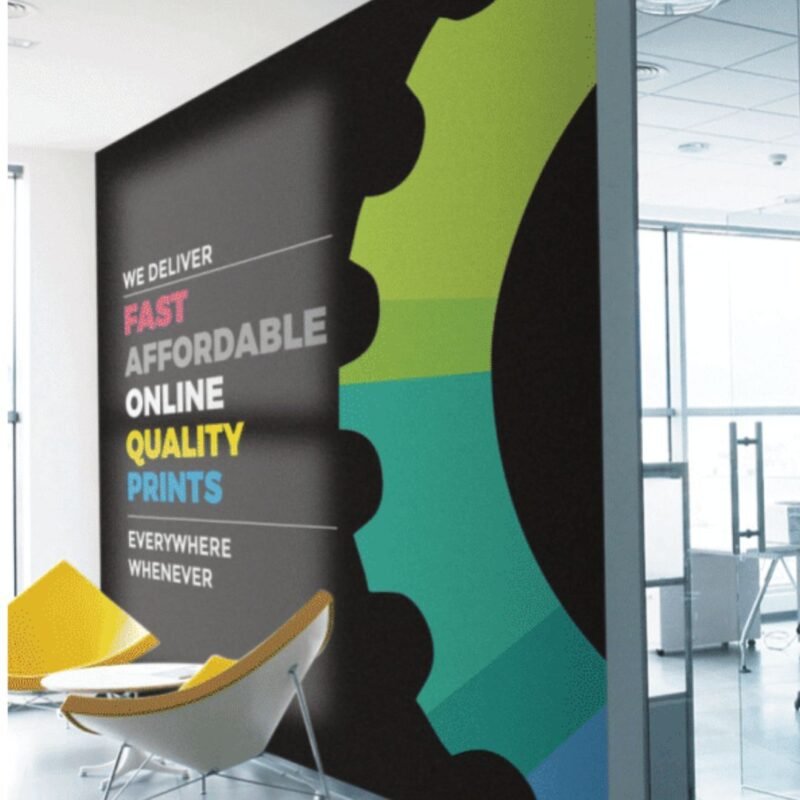 WE DELIVER
FAST
AFFORDABLE
ONLINE
QUALITY
PRINTS
EVERYWHERE
WHENEVER